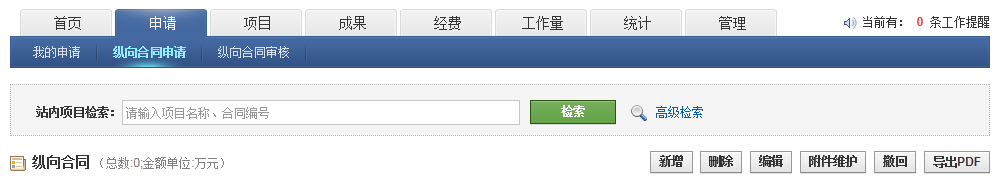 首页 申请 项目 成果 经费 工作量 统计 管理 当前有： 0 条工作提醒
我的申请 纵向合同申请 纵向合同审核
站内项目检索： 请输入项目名称、合同编号 检索 高级检索
纵向合同 （总数:0;金额单位:万元） 新增 删除 编辑 附件维护 撤回 导出PDF